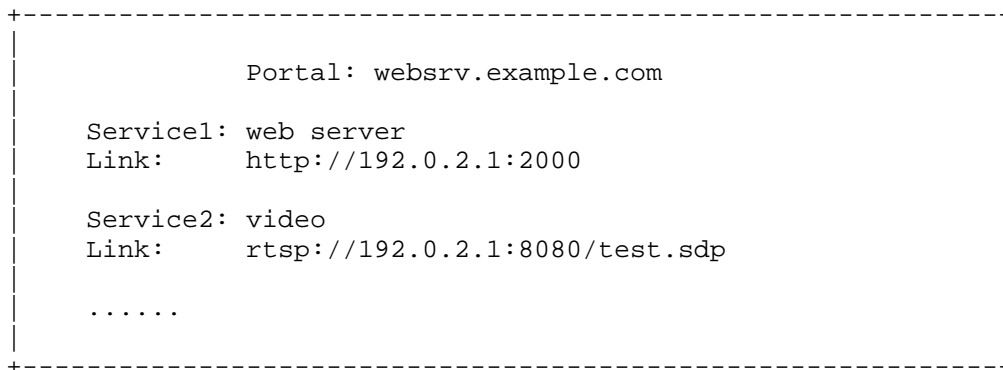 Portal: websrv.example.com
Service1: web server
Link: http://192.0.2.1:2000
Service2: video
Link: rtsp://192.0.2.1:8080/test.sdp
......